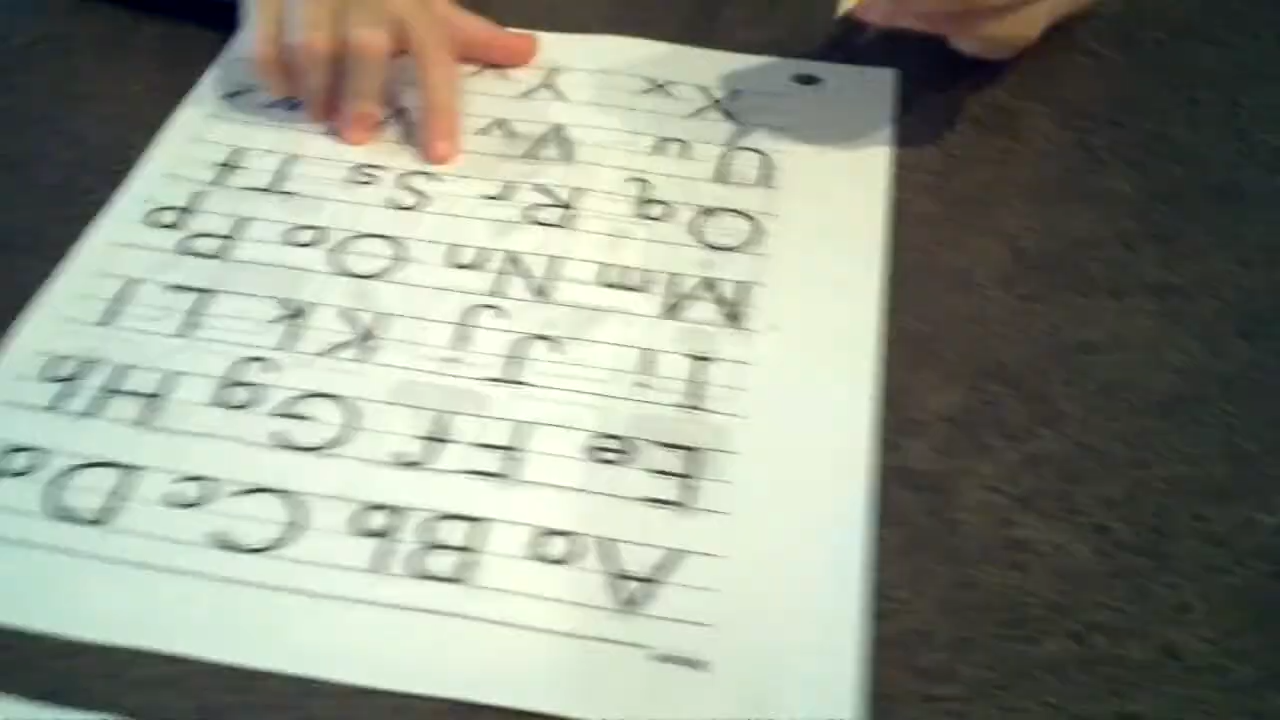 Aa Bb Cc Dd
Ee Ff Gg Hh
Ii Jj Kk Ll
Mm Nn Oo Pp
Qq Rr Ss Tt
Uu Vv
Xx Yy